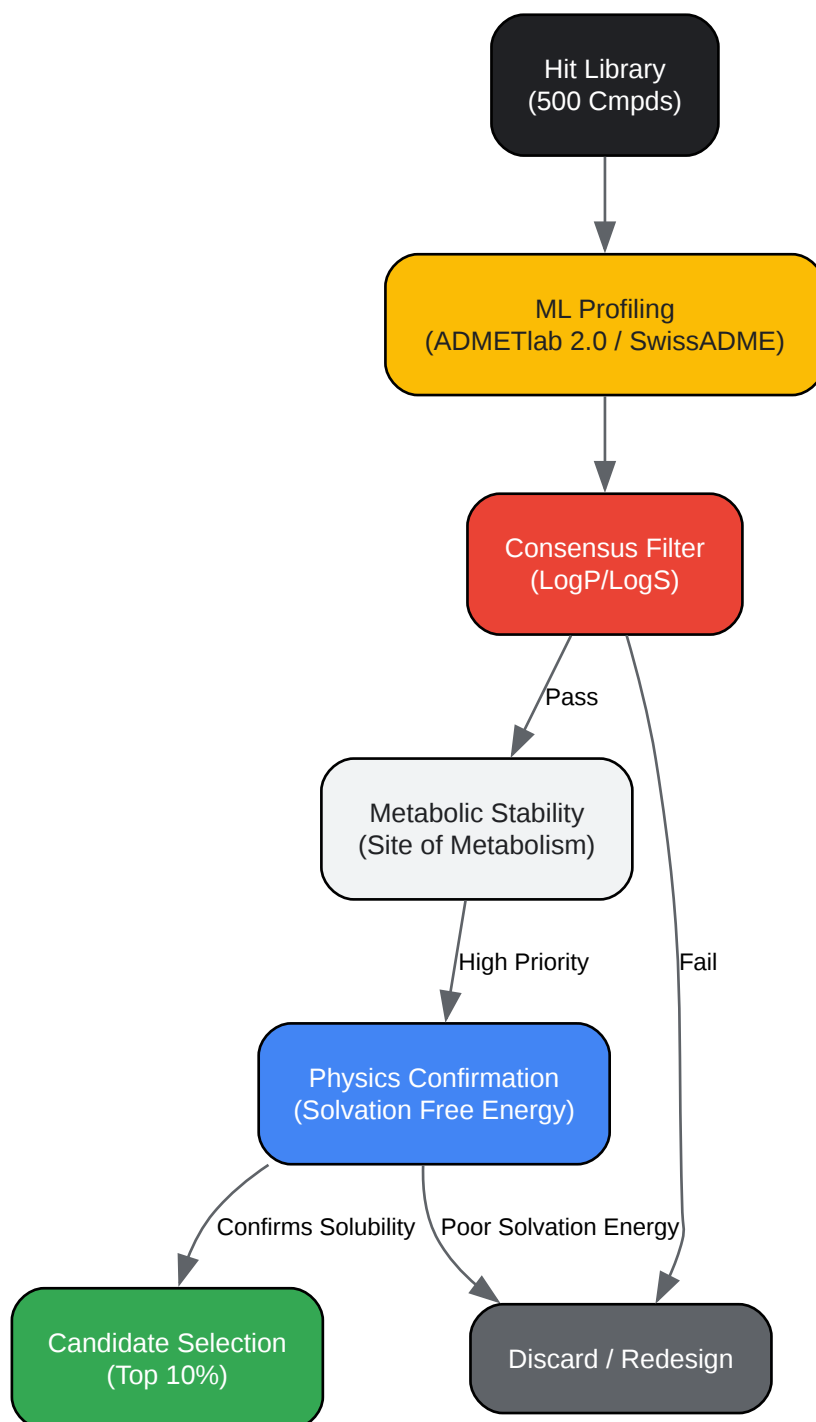 Hit Library
(500 Cmpds)
ML Profiling
(ADMETlab 2.0 / SwissADME)
Consensus Filter
(LogP/LogS)
Pass
Metabolic Stability
(Site of Metabolism)
High Priority
Fail
Physics Confirmation
(Solvation Free Energy)
Confirms Solubility
Poor Solvation Energy
Candidate Selection
(Top 10%)
Discard / Redesign